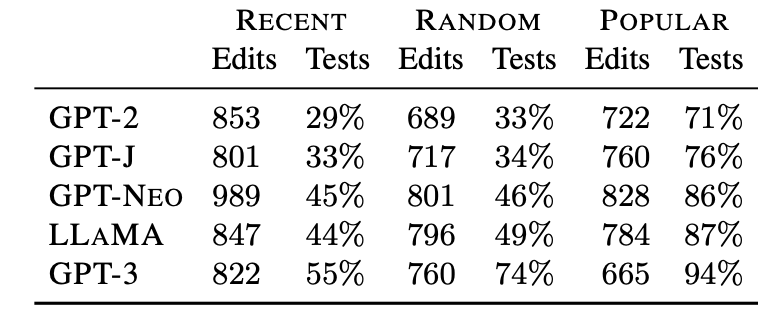 RECENT RANDOM POPULAR
Edits Tests Edits Tests Edits Tests
GPT-2 853 29% 689 33% 722 71%
GPT-J 801 33% 717 34% 760 76%
GPT-NEO 989 45% 801 46% 828 86%
LLAMA 847 44% 796 49% 784 87%
GPT-3 822 55% 760 74% 665 94%